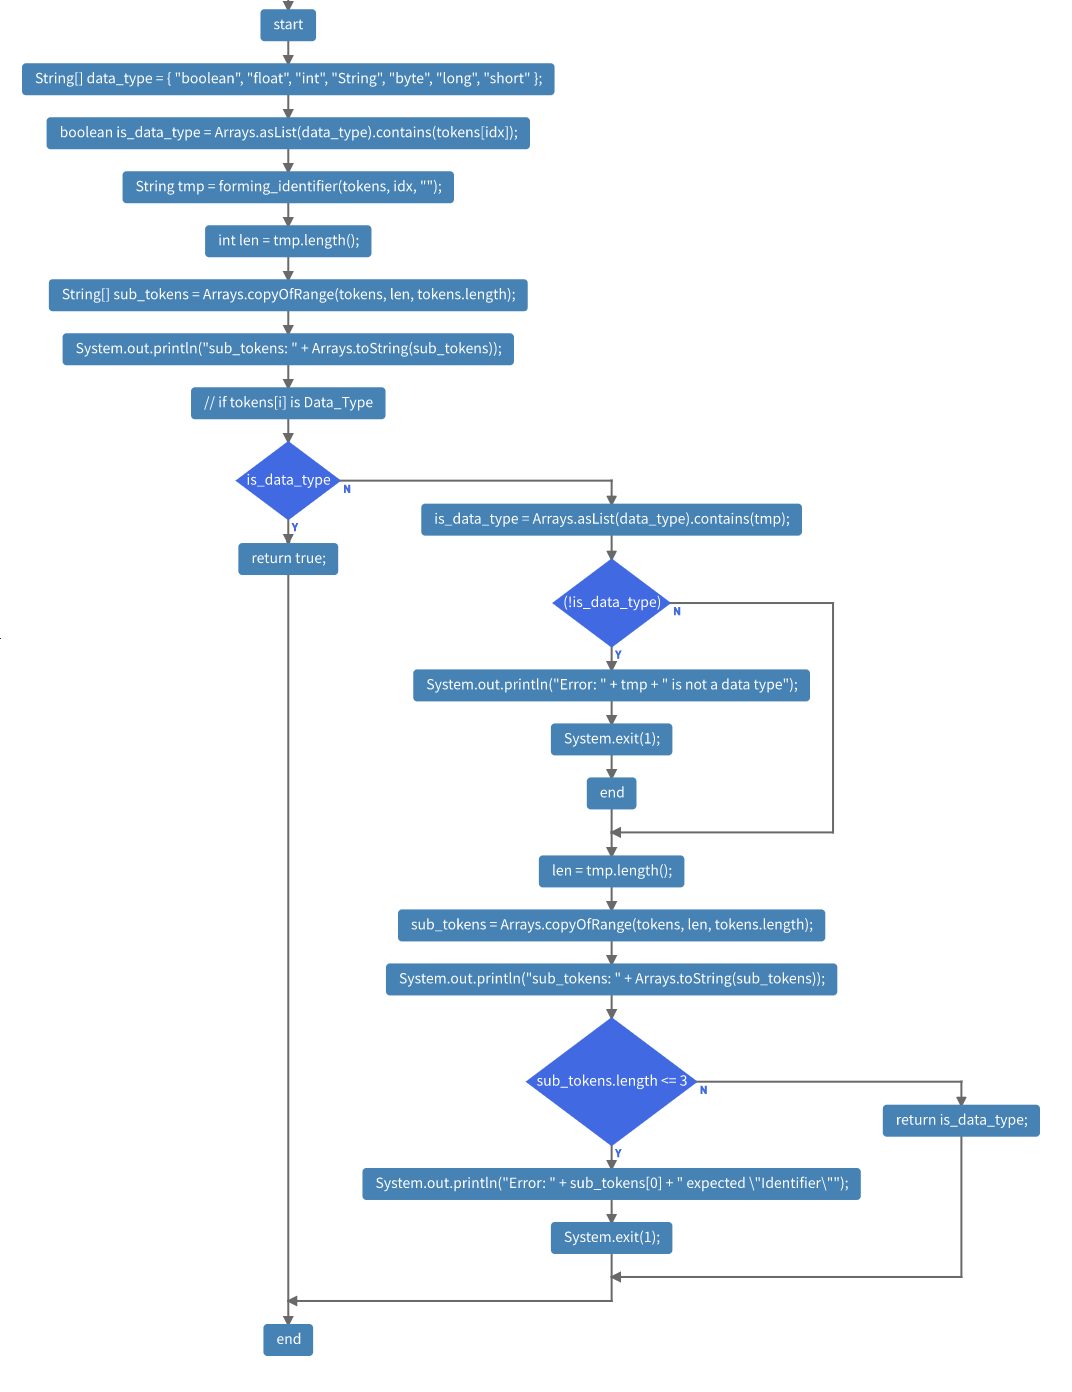 start
String[] data_type = { "boolean", "float", "int", "String", "byte", "long", "short" };
boolean is_data_type = Arrays.asList(data_type).contains(tokens[idx]);
String tmp = forming_identifier(tokens, idx, "");
int len = tmp.length();
String[] sub_tokens = Arrays.copyOfRange(tokens, len, tokens.length);
System.out.println("sub_tokens: " + Arrays.toString(sub_tokens));
// if tokens[i] is Data_Type
is_data_type
N
Y
return true;
is_data_type = Arrays.asList(data_type).contains(tmp);
(!is_data_type)
N
Y
System.out.println("Error: " + tmp + " is not a data type");
System.exit(1);
end
len = tmp.length();
sub_tokens = Arrays.copyOfRange(tokens, len, tokens.length);
System.out.println("sub_tokens: " + Arrays.toString(sub_tokens));
sub_tokens.length <= 3
N
Y
return is_data_type;
System.out.println("Error: " + sub_tokens[0] + " expected \"Identifier\"");
System.exit(1);
end